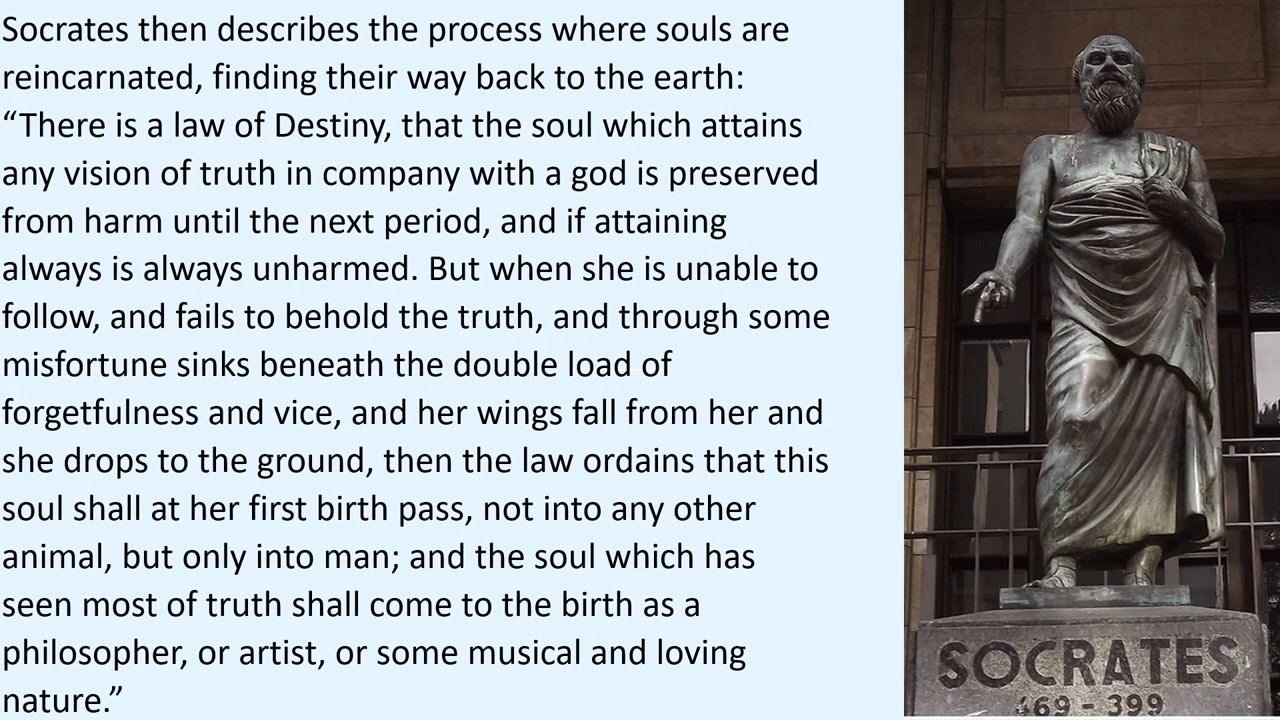 Socrates then describes the process where souls are
reincarnated, finding their way back to the earth:
“There is a law of Destiny, that the soul which attains
any vision of truth in company with a god is preserved
from harm until the next period, and if attaining
always is always unharmed. But when she is unable to
follow, and fails to behold the truth, and through some
misfortune sinks beneath the double load of
forgetfulness and vice, and her wings fall from her and
she drops to the ground, then the law ordains that this
soul shall at her first birth pass, not into any other
animal, but only into man; and the soul which has
seen most of truth shall come to the birth as a
philosopher, or artist, or some musical and loving
nature.”
SOCRATES
469 - 399